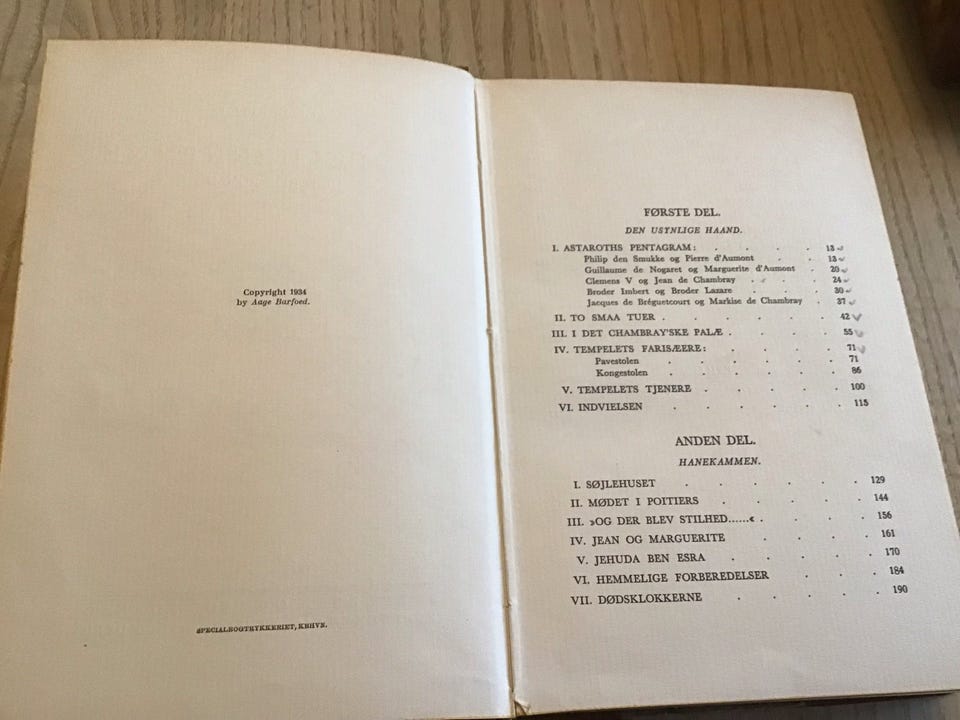 Copyright 1934
by Aage Barfoed.
SPECIALBOGTRYKKERIET, KBHVN.
FØRSTE DEL.
DEN USYNLIGE HAAND.
I. ASTAROTHS PENTAGRAM: . . . . 13
Philip den Smukke og Pierre d'Aumont . . 13
Guillaume de Nogaret og Marguerite d'Aumont . 20
Clemens V og Jean de Chambray . . . 24
Broder Imbert og Broder Lazare . . . 30
Jacques de Bréguetcourt og Markise de Chambray . 37
II. TO SMAA TUER . . . . . . 42
III. I DET CHAMBRAY'SKE PALÆ . . . . 55
IV. TEMPELETS FARISÆERE: . . . . 71
Pavestolen . . . . . . 71
Kongestolen . . . . . . 86
V. TEMPELETS TJENERE . . . . . 100
VI. INDVIELSEN . . . . . . 115
ANDEN DEL.
HANEKAMMEN.
I. SØJLEHUSET . . . . . . 129
II. MØDET I POITIERS . . . . . 144
III. »OG DER BLEV STILHED......« . . . . 156
IV. JEAN OG MARGUERITE . . . . 161
V. JEHUDA BEN ESRA . . . . . 170
VI. HEMMELIGE FORBEREDELSER . . . 184
VII. DØDSKLOKKERNE . . . . . 190